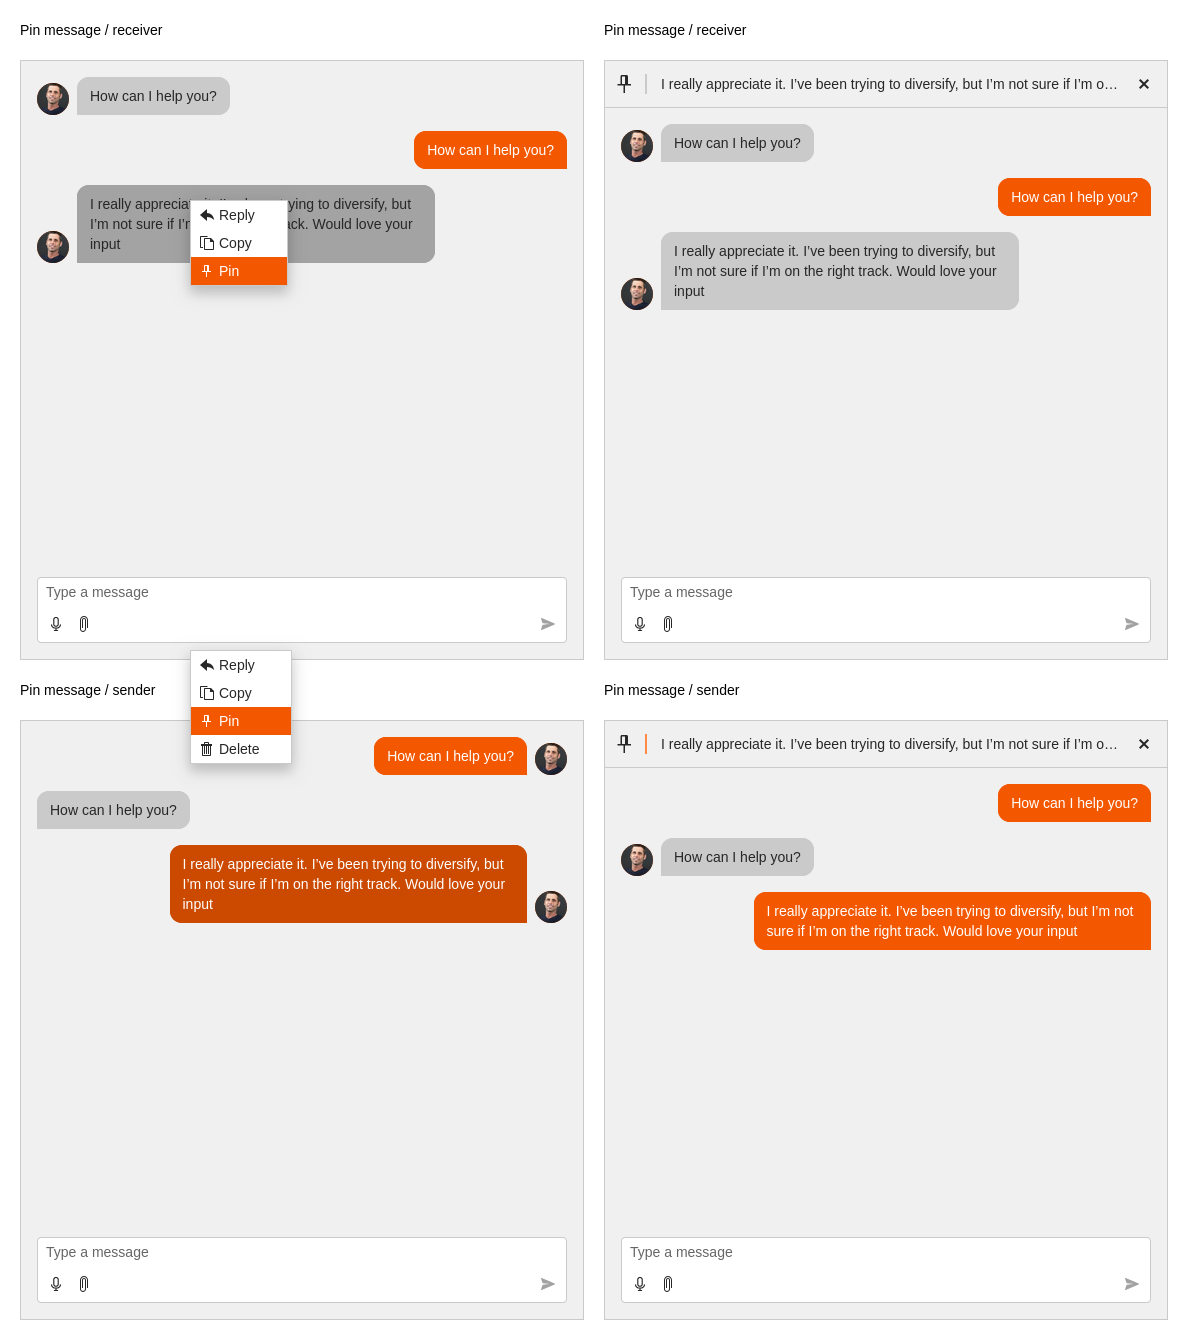 Pin message / receiver
How can I help you?
How can I help you?
I really apprecia ying to diversify, but
I’m not sure if I’ ack. Would love your
input
Reply
Copy
Pin
Type a message
Pin message / receiver
I really appreciate it. I’ve been trying to diversify, but I’m not sure if I’m o…
How can I help you?
How can I help you?
I really appreciate it. I’ve been trying to diversify, but
I’m not sure if I’m on the right track. Would love your
input
Type a message
Pin message / sender
Reply
Copy
Pin
Delete
How can I help you?
How can I help you?
I really appreciate it. I’ve been trying to diversify, but
I’m not sure if I’m on the right track. Would love your
input
Type a message
Pin message / sender
I really appreciate it. I’ve been trying to diversify, but I’m not sure if I’m o…
How can I help you?
How can I help you?
I really appreciate it. I’ve been trying to diversify, but I’m not
sure if I’m on the right track. Would love your input
Type a message